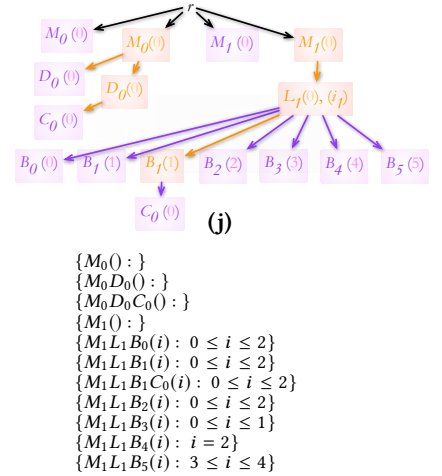 r
M₀(0) M₀(0) M₁(0) M₁(0)
D₀(0) D₀(0) L₁(0), (i₁)
C₀(0)
B₀(0) B₁(1) B₁(1) B₂(2) B₃(3) B₄(4) B₅(5)
C₀(0)
(j)
{M₀() : }
{M₀D₀() : }
{M₀D₀C₀() : }
{M₁() : }
{M₁L₁B₀(i) : 0 ≤ i ≤ 2}
{M₁L₁B₁(i) : 0 ≤ i ≤ 2}
{M₁L₁B₁C₀(i) : 0 ≤ i ≤ 2}
{M₁L₁B₂(i) : 0 ≤ i ≤ 2}
{M₁L₁B₃(i) : 0 ≤ i ≤ 1}
{M₁L₁B₄(i) : i = 2}
{M₁L₁B₅(i) : 3 ≤ i ≤ 4}